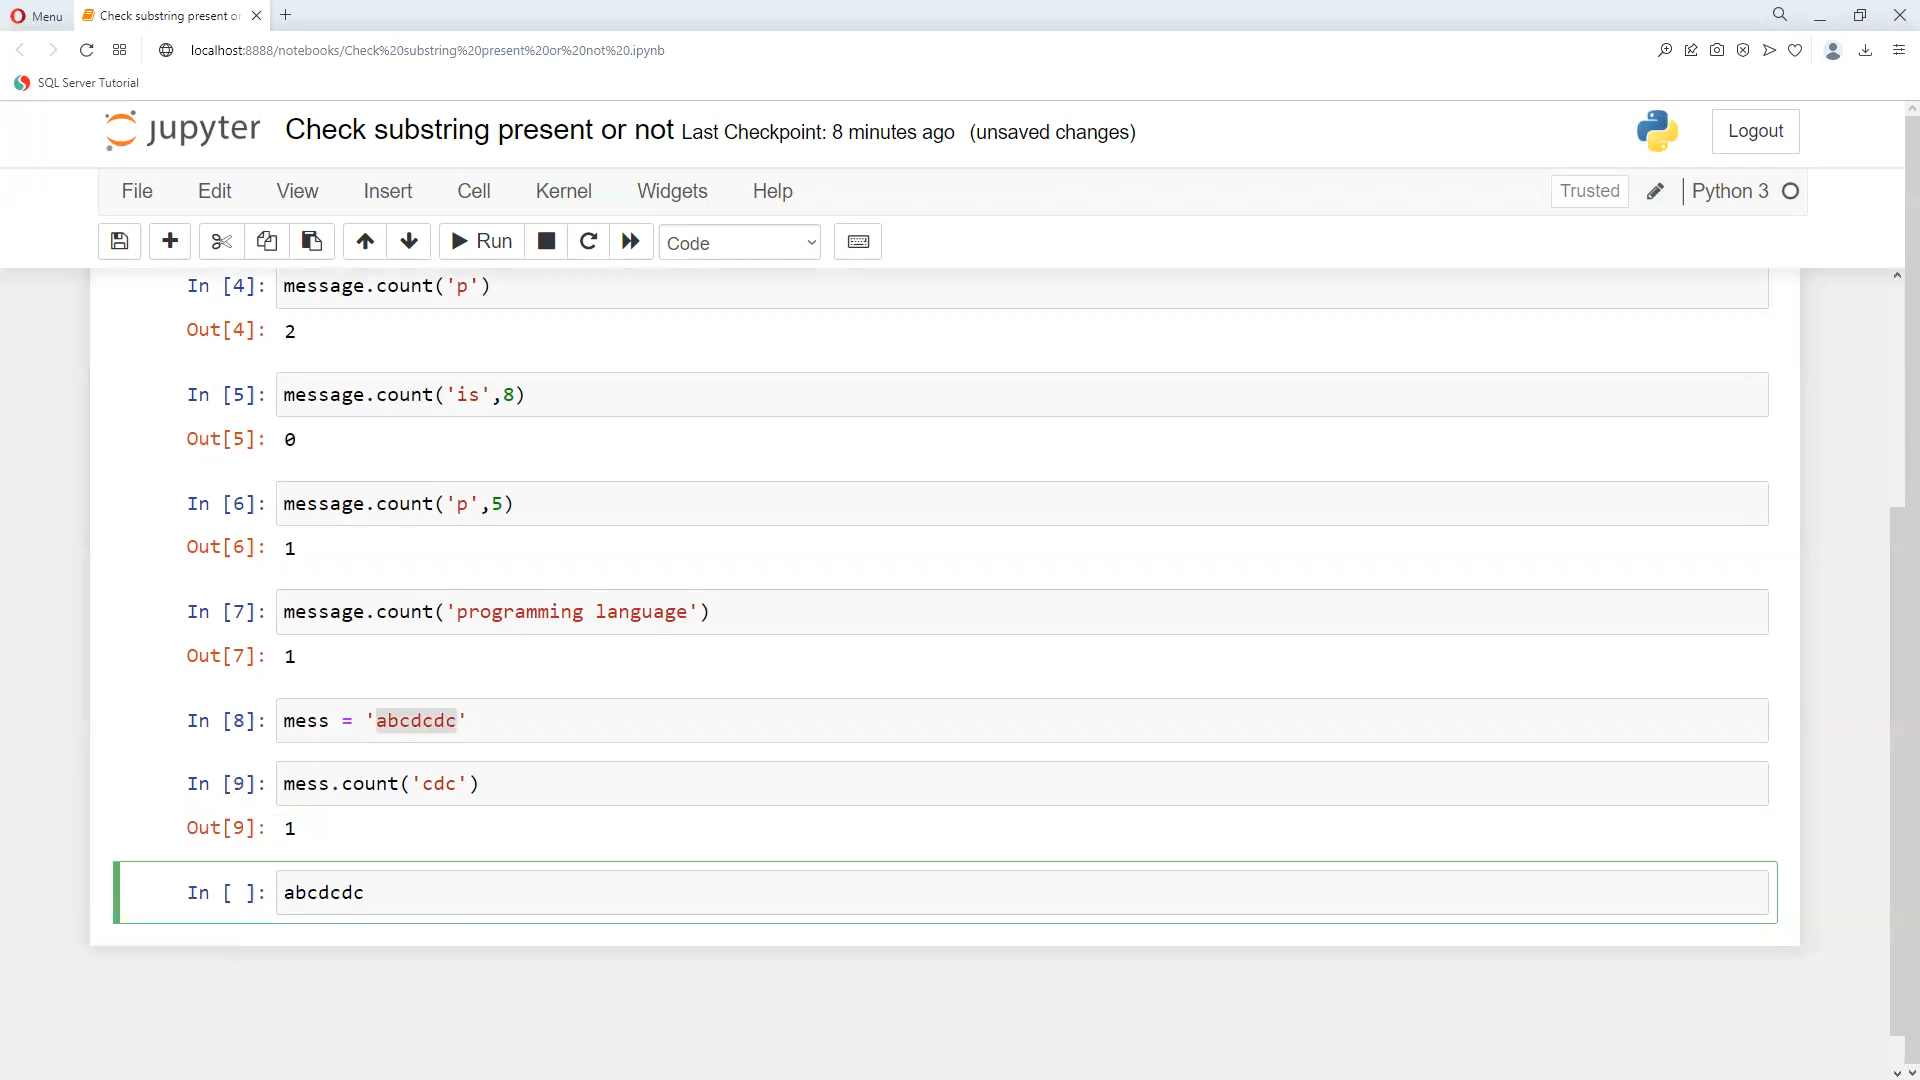 Menu
Check substring present or
localhost:8888/notebooks/Check%20substring%20present%20or%20not%20.ipynb
SQL Server Tutorial
jupyter Check substring present or not Last Checkpoint: 8 minutes ago (unsaved changes)
Logout
File Edit View Insert Cell Kernel Widgets Help
Trusted
Python 3
Run
Code
In [4]: message.count('p')
Out[4]: 2
In [5]: message.count('is',8)
Out[5]: 0
In [6]: message.count('p',5)
Out[6]: 1
In [7]: message.count('programming language')
Out[7]: 1
In [8]: mess = 'abcdcdc'
In [9]: mess.count('cdc')
Out[9]: 1
In [ ]: abcdcdc